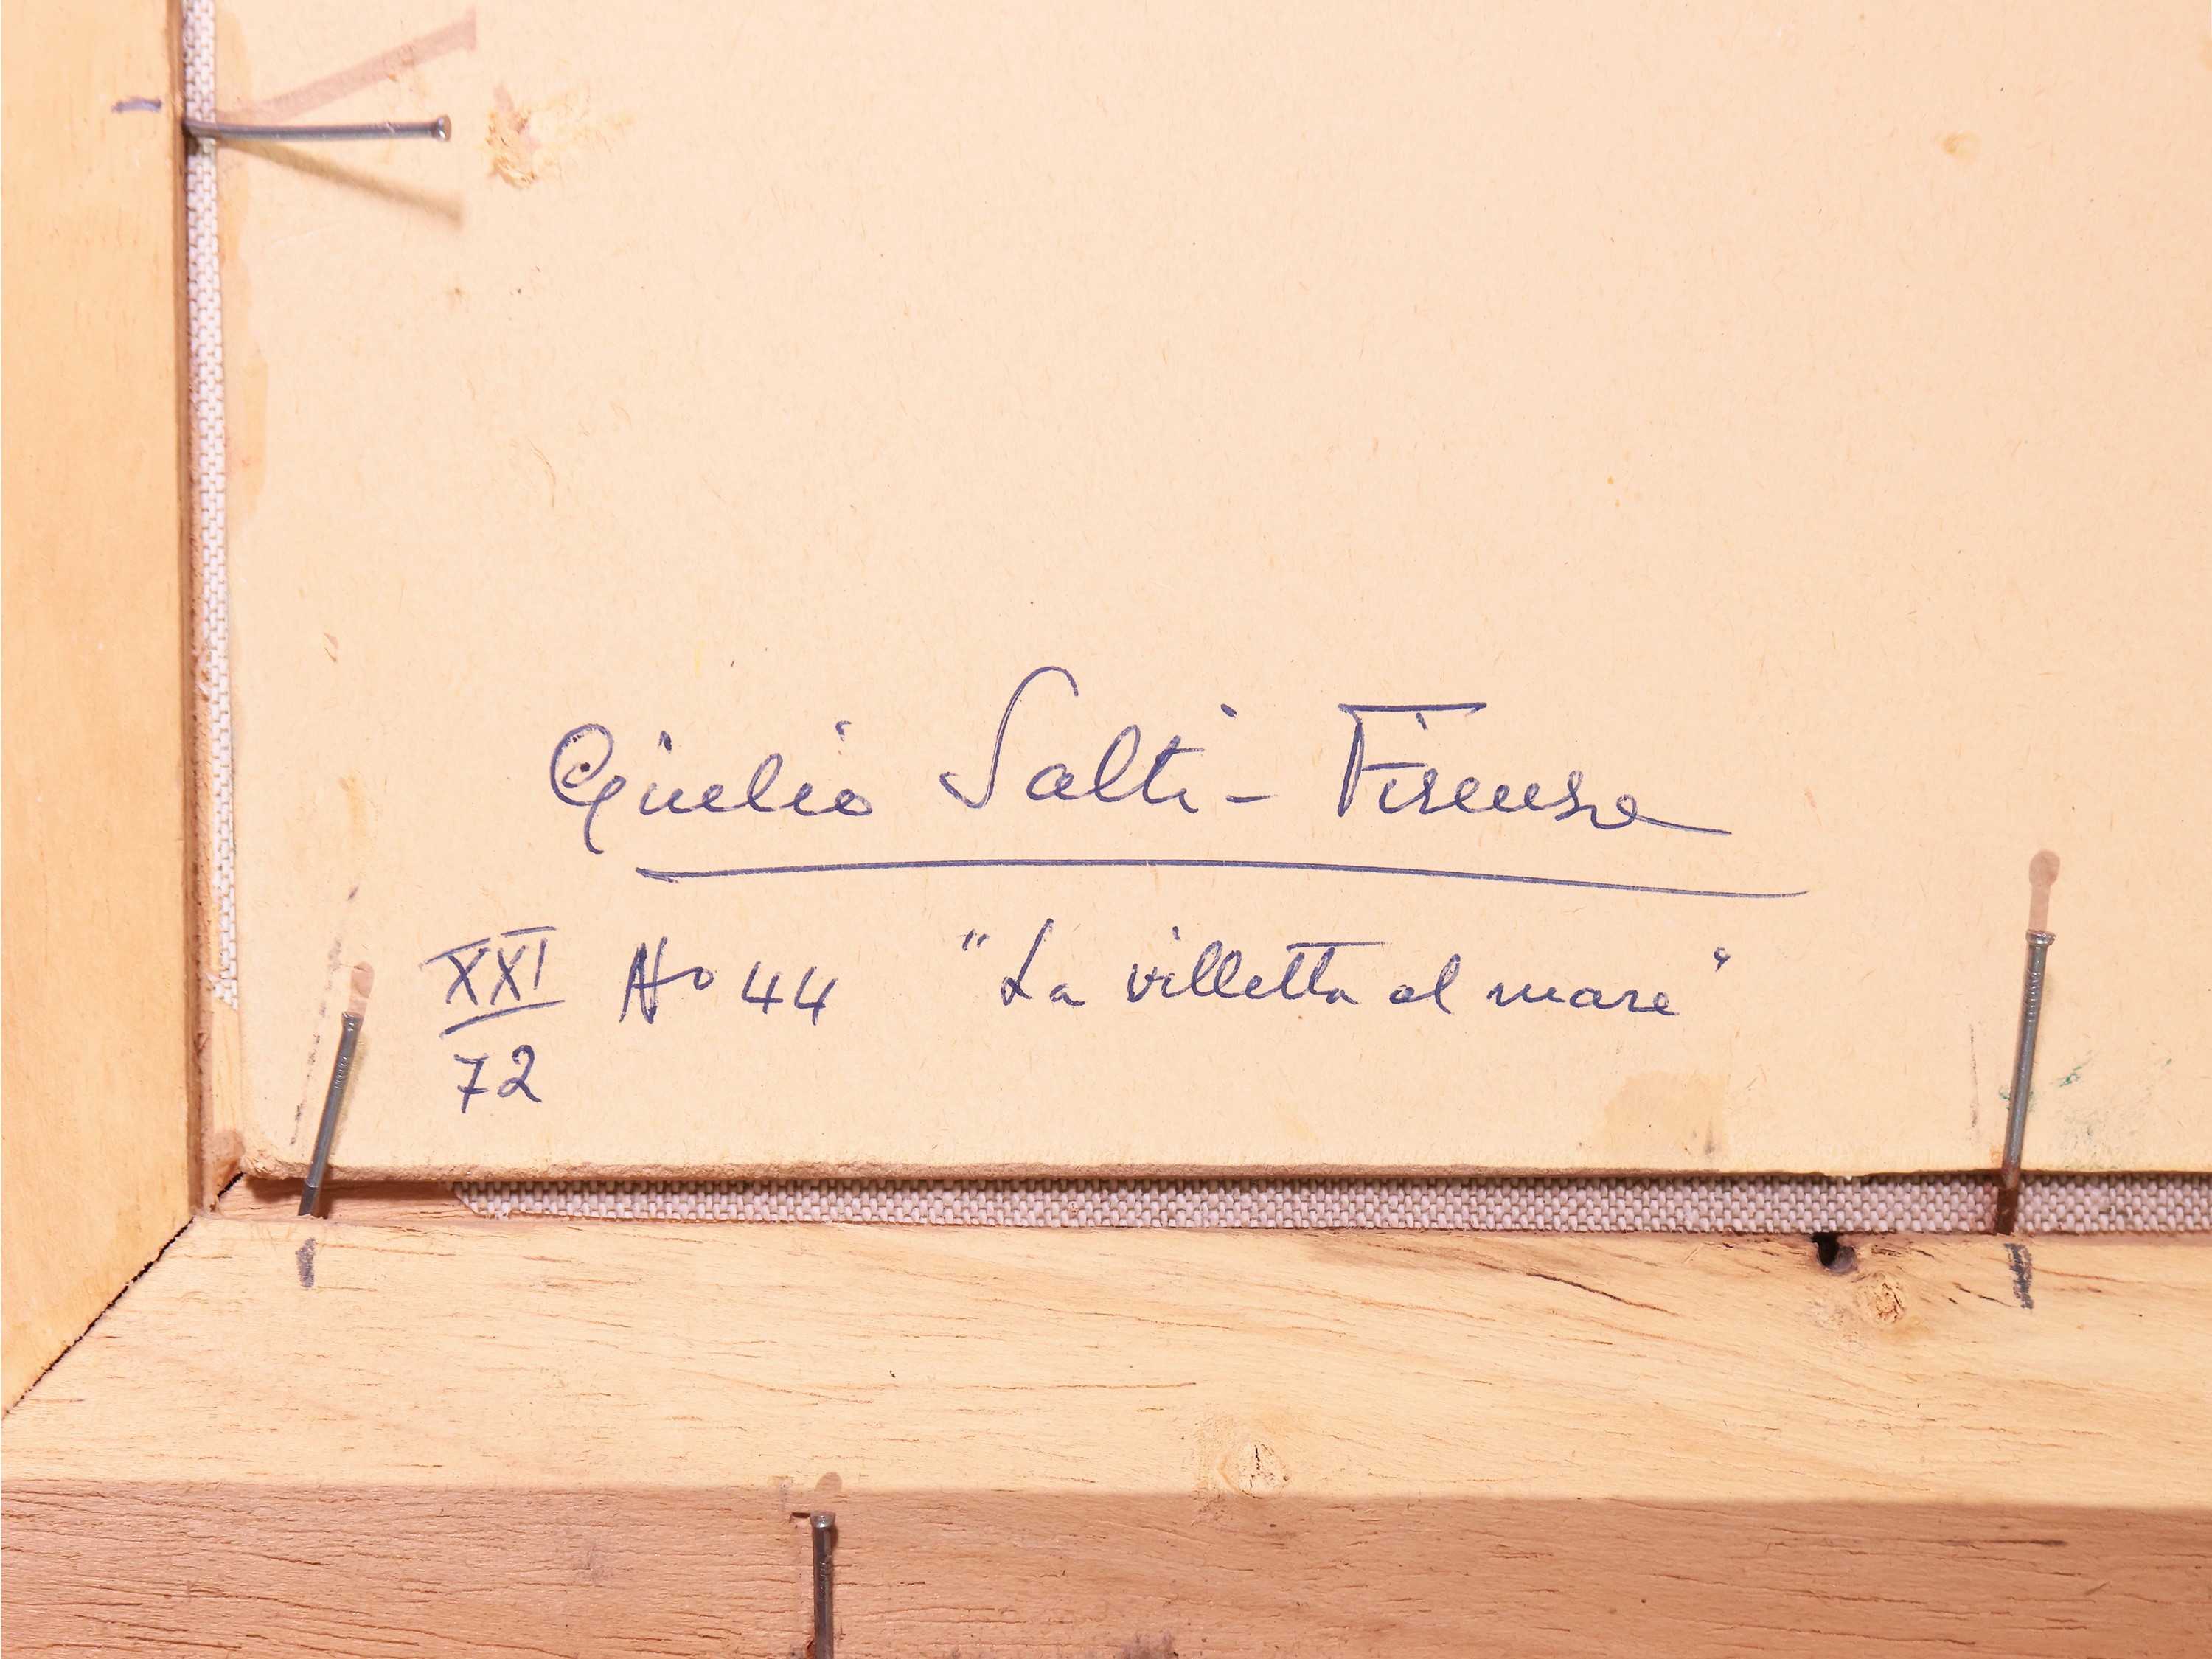 Giulio Salti - Firenze
XXI No 44 "La villetta al mare"
72